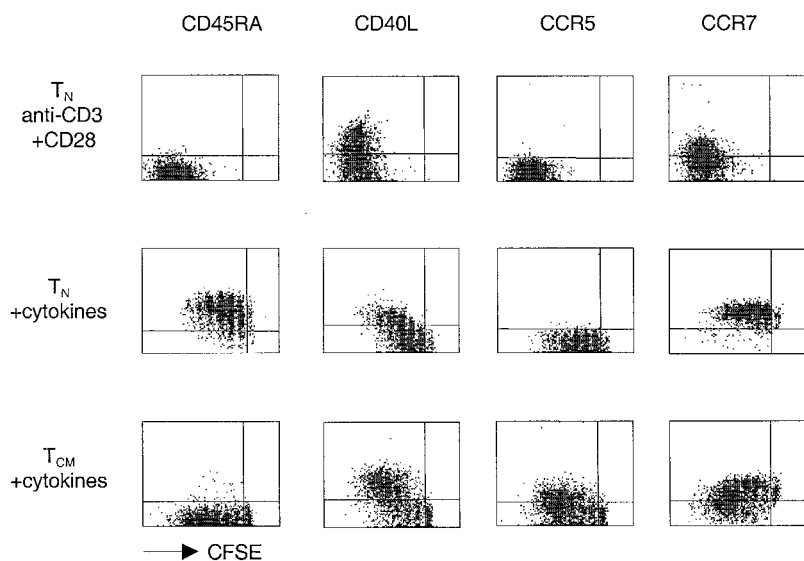 CD45RA CD40L CCR5 CCR7
TN
anti-CD3
+CD28
TN
+cytokines
TCM
+cytokines
CFSE